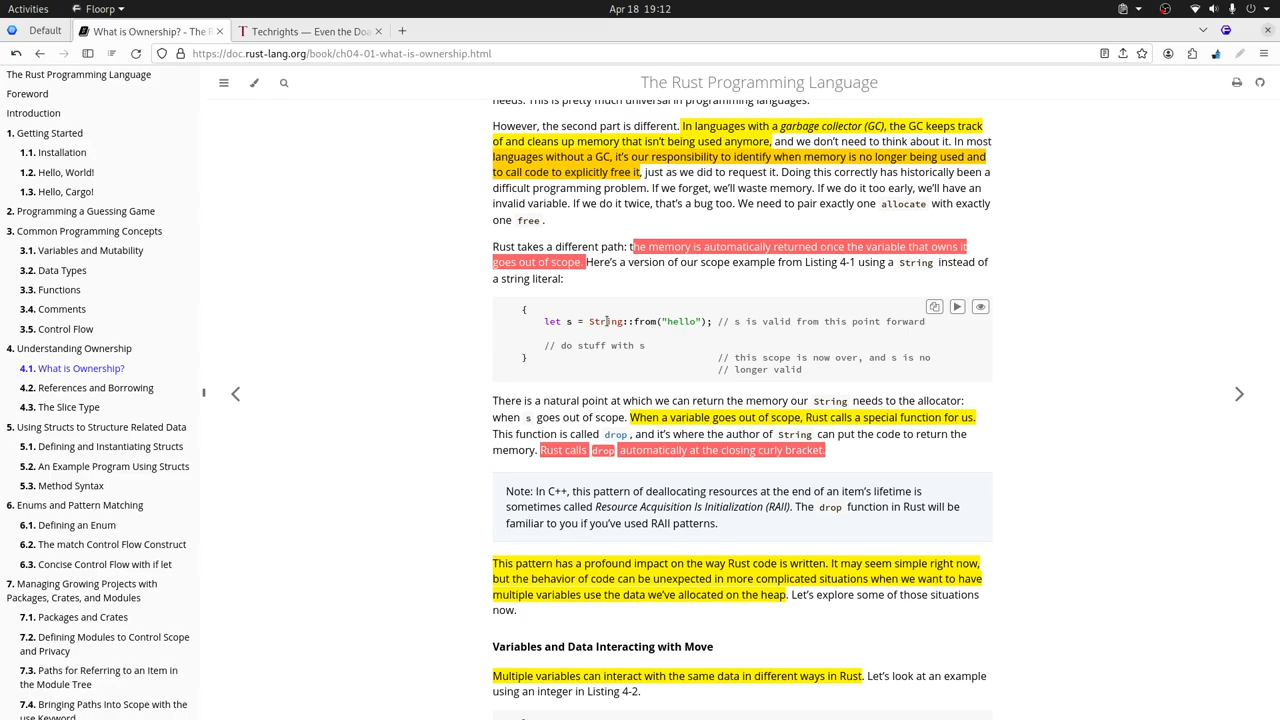 Activities
Floorp
Apr 18 19:12
Default
What is Ownership? - The R
Techrights — Even the Doa
https://doc.rust-lang.org/book/ch04-01-what-is-ownership.html
The Rust Programming Language
Foreword
Introduction
1. Getting Started
1.1. Installation
1.2. Hello, World!
1.3. Hello, Cargo!
2. Programming a Guessing Game
3. Common Programming Concepts
3.1. Variables and Mutability
3.2. Data Types
3.3. Functions
3.4. Comments
3.5. Control Flow
4. Understanding Ownership
4.1. What is Ownership?
4.2. References and Borrowing
4.3. The Slice Type
5. Using Structs to Structure Related Data
5.1. Defining and Instantiating Structs
5.2. An Example Program Using Structs
5.3. Method Syntax
6. Enums and Pattern Matching
6.1. Defining an Enum
6.2. The match Control Flow Construct
6.3. Concise Control Flow with if let
7. Managing Growing Projects with
Packages, Crates, and Modules
7.1. Packages and Crates
7.2. Defining Modules to Control Scope
and Privacy
7.3. Paths for Referring to an Item in
the Module Tree
7.4. Bringing Paths Into Scope with the
use Keyword
The Rust Programming Language
needs. This is pretty much universal in programming languages.
However, the second part is different. In languages with a garbage collector (GC), the GC keeps track
of and cleans up memory that isn’t being used anymore, and we don’t need to think about it. In most
languages without a GC, it’s our responsibility to identify when memory is no longer being used and
to call code to explicitly free it, just as we did to request it. Doing this correctly has historically been a
difficult programming problem. If we forget, we’ll waste memory. If we do it too early, we’ll have an
invalid variable. If we do it twice, that’s a bug too. We need to pair exactly one allocate with exactly
one free.
Rust takes a different path: the memory is automatically returned once the variable that owns it
goes out of scope. Here’s a version of our scope example from Listing 4-1 using a String instead of
a string literal:
{
let s = String::from("hello"); // s is valid from this point forward
// do stuff with s
} // this scope is now over, and s is no
// longer valid
There is a natural point at which we can return the memory our String needs to the allocator:
when s goes out of scope. When a variable goes out of scope, Rust calls a special function for us.
This function is called drop, and it’s where the author of String can put the code to return the
memory. Rust calls drop automatically at the closing curly bracket.
Note: In C++, this pattern of deallocating resources at the end of an item’s lifetime is
sometimes called Resource Acquisition Is Initialization (RAII). The drop function in Rust will be
familiar to you if you’ve used RAII patterns.
This pattern has a profound impact on the way Rust code is written. It may seem simple right now,
but the behavior of code can be unexpected in more complicated situations when we want to have
multiple variables use the data we’ve allocated on the heap. Let’s explore some of those situations
now.
Variables and Data Interacting with Move
Multiple variables can interact with the same data in different ways in Rust. Let’s look at an example
using an integer in Listing 4-2.